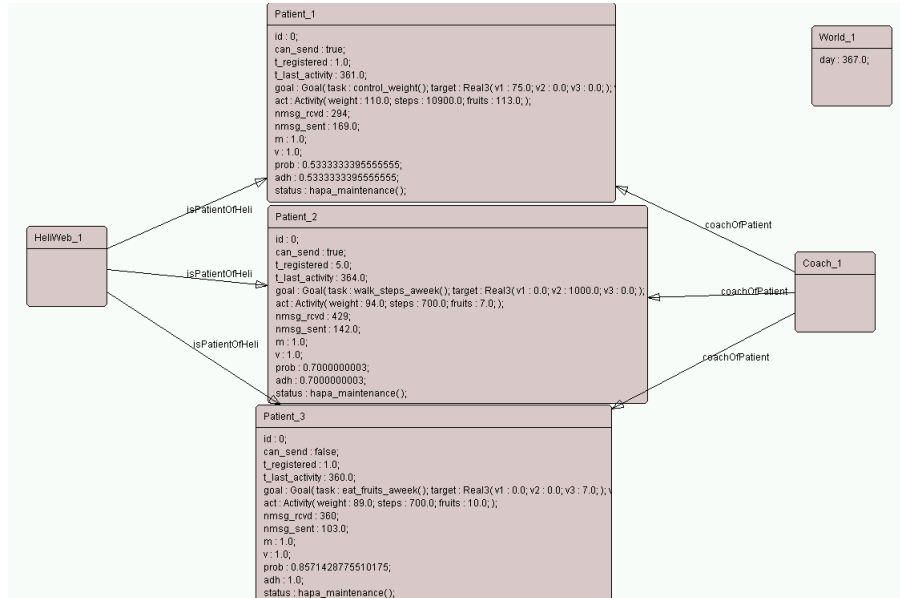 Patient_1
id : 0;
can_send : true;
t_registered : 1.0;
t_last_activity : 361.0;
goal : Goal( task : control_weight(); target : Real3( v1 : 75.0; v2 : 0.0; v3 : 0.0; );
act : Activity( weight : 110.0; steps : 10900.0; fruits : 113.0; );
nmsg_rcvd : 294;
nmsg_sent : 169.0;
m : 1.0;
v : 1.0;
prob : 0.5333333395555555;
adh : 0.5333333395555555;
status : hapa_maintenance();
World_1
day : 367.0;
isPatientOfHeli
coachOfPatient
HeliWeb_1
Patient_2
id : 0;
can_send : true;
t_registered : 5.0;
t_last_activity : 364.0;
goal : Goal( task : walk_steps_aweek(); target : Real3( v1 : 0.0; v2 : 1000.0; v3 : 0.0; );
act : Activity( weight : 94.0; steps : 700.0; fruits : 7.0; );
nmsg_rcvd : 429;
nmsg_sent : 142.0;
m : 1.0;
v : 1.0;
prob : 0.7000000003;
adh : 0.7000000003;
status : hapa_maintenance();
isPatientOfHeli
coachOfPatient
Coach_1
isPatientOfHeli
coachOfPatient
Patient_3
id : 0;
can_send : false;
t_registered : 1.0;
t_last_activity : 360.0;
goal : Goal( task : eat_fruits_aweek(); target : Real3( v1 : 0.0; v2 : 0.0; v3 : 7.0; );
act : Activity( weight : 89.0; steps : 700.0; fruits : 10.0; );
nmsg_rcvd : 360;
nmsg_sent : 103.0;
m : 1.0;
v : 1.0;
prob : 0.8571428775510175;
adh : 1.0;
status : hapa_maintenance();